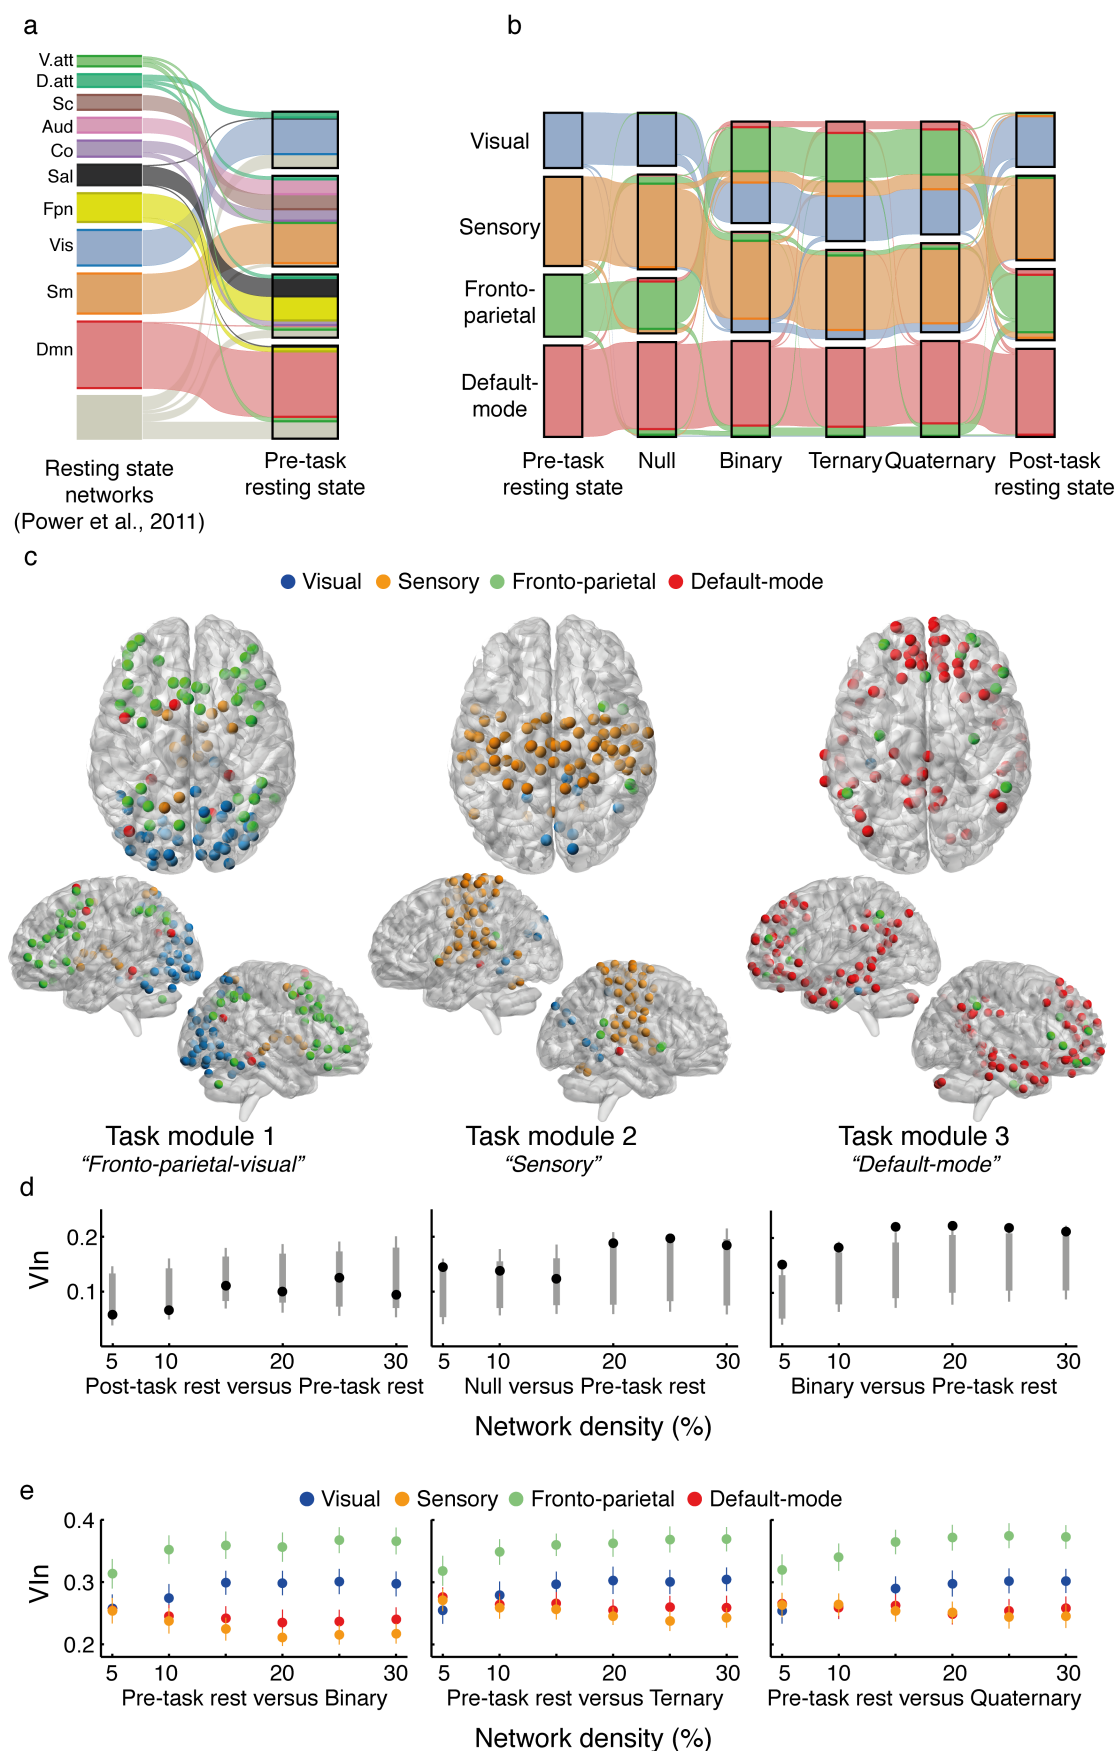 a
V.att
D.att
Sc
Aud
Co
Sal
Fpn
Vis
Sm
Dmn
Resting state
networks
(Power et al., 2011)
Pre-task
resting state
b
Visual
Sensory
Fronto-
parietal
Default-
mode
Pre-task
resting state
Null
Binary
Ternary
Quaternary
Post-task
resting state
c
Visual
Sensory
Fronto-parietal
Default-mode
Task module 1
“Fronto-parietal-visual”
Task module 2
“Sensory”
Task module 3
“Default-mode”
d
VIn
0.2
0.1
5 10 20 30
Post-task rest versus Pre-task rest
5 10 20 30
Null versus Pre-task rest
5 10 20 30
Binary versus Pre-task rest
Network density (%)
e
Visual
Sensory
Fronto-parietal
Default-mode
VIn
0.4
0.3
0.2
5 10 20 30
Pre-task rest versus Binary
5 10 20 30
Pre-task rest versus Ternary
5 10 20 30
Pre-task rest versus Quaternary
Network density (%)